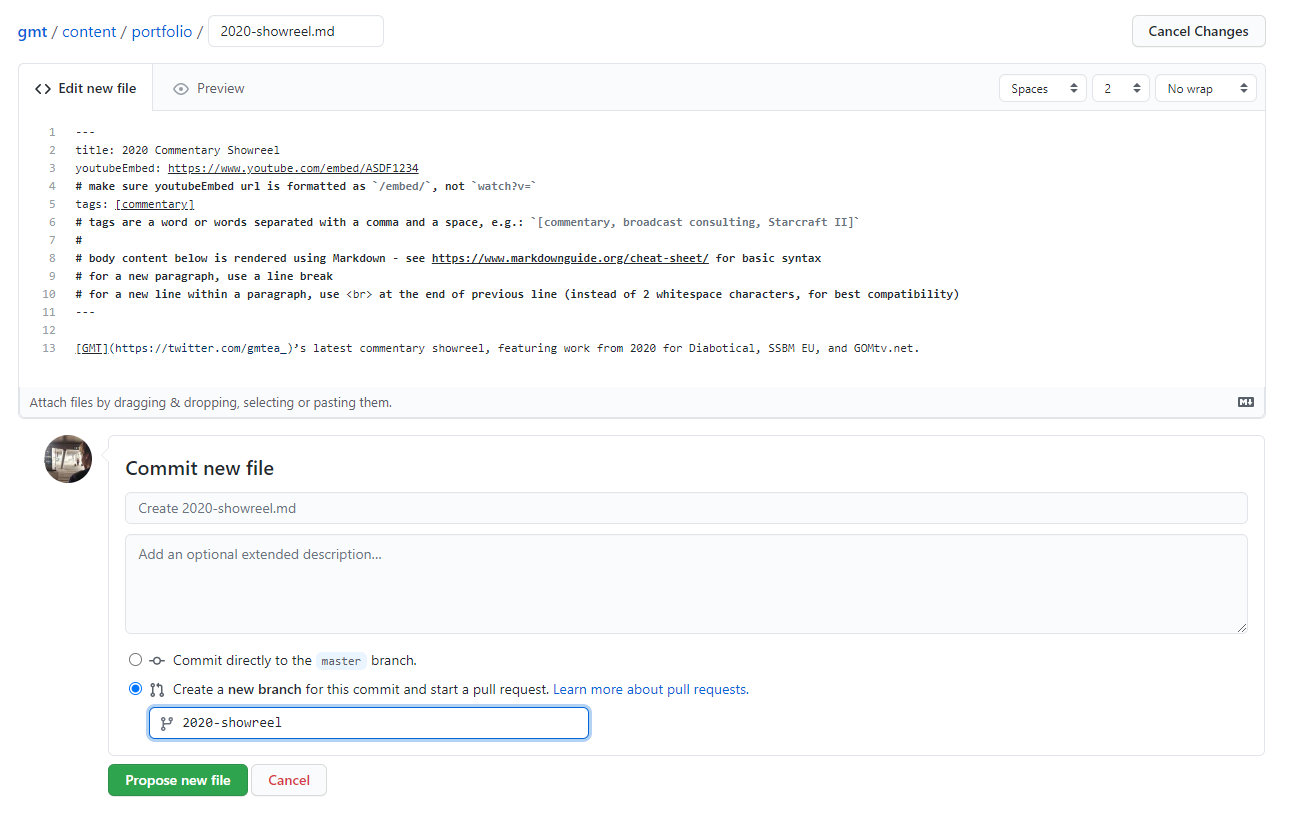 gmt / content / portfolio / 2020-showreel.md Cancel Changes
<> Edit new file Preview Spaces 2 No wrap
1 ---
2 title: 2020 Commentary Showreel
3 youtubeEmbed: https://www.youtube.com/embed/ASDF1234
4 # make sure youtubeEmbed url is formatted as `/embed/`, not `watch?v=`
5 tags: [commentary]
6 # tags are a word or words separated with a comma and a space, e.g.: `[commentary, broadcast consulting, Starcraft II]`
7 #
8 # body content below is rendered using Markdown - see https://www.markdownguide.org/cheat-sheet/ for basic syntax
9 # for a new paragraph, use a line break
10 # for a new line within a paragraph, use <br> at the end of previous line (instead of 2 whitespace characters, for best compatibility)
11 ---
12
13 [GMT](https://twitter.com/gmtea_)’s latest commentary showreel, featuring work from 2020 for Diabotical, SSBM EU, and GOMtv.net.
Attach files by dragging & dropping, selecting or pasting them.
Commit new file
Create 2020-showreel.md
Add an optional extended description...
Commit directly to the master branch.
Create a new branch for this commit and start a pull request. Learn more about pull requests.
2020-showreel
Propose new file Cancel